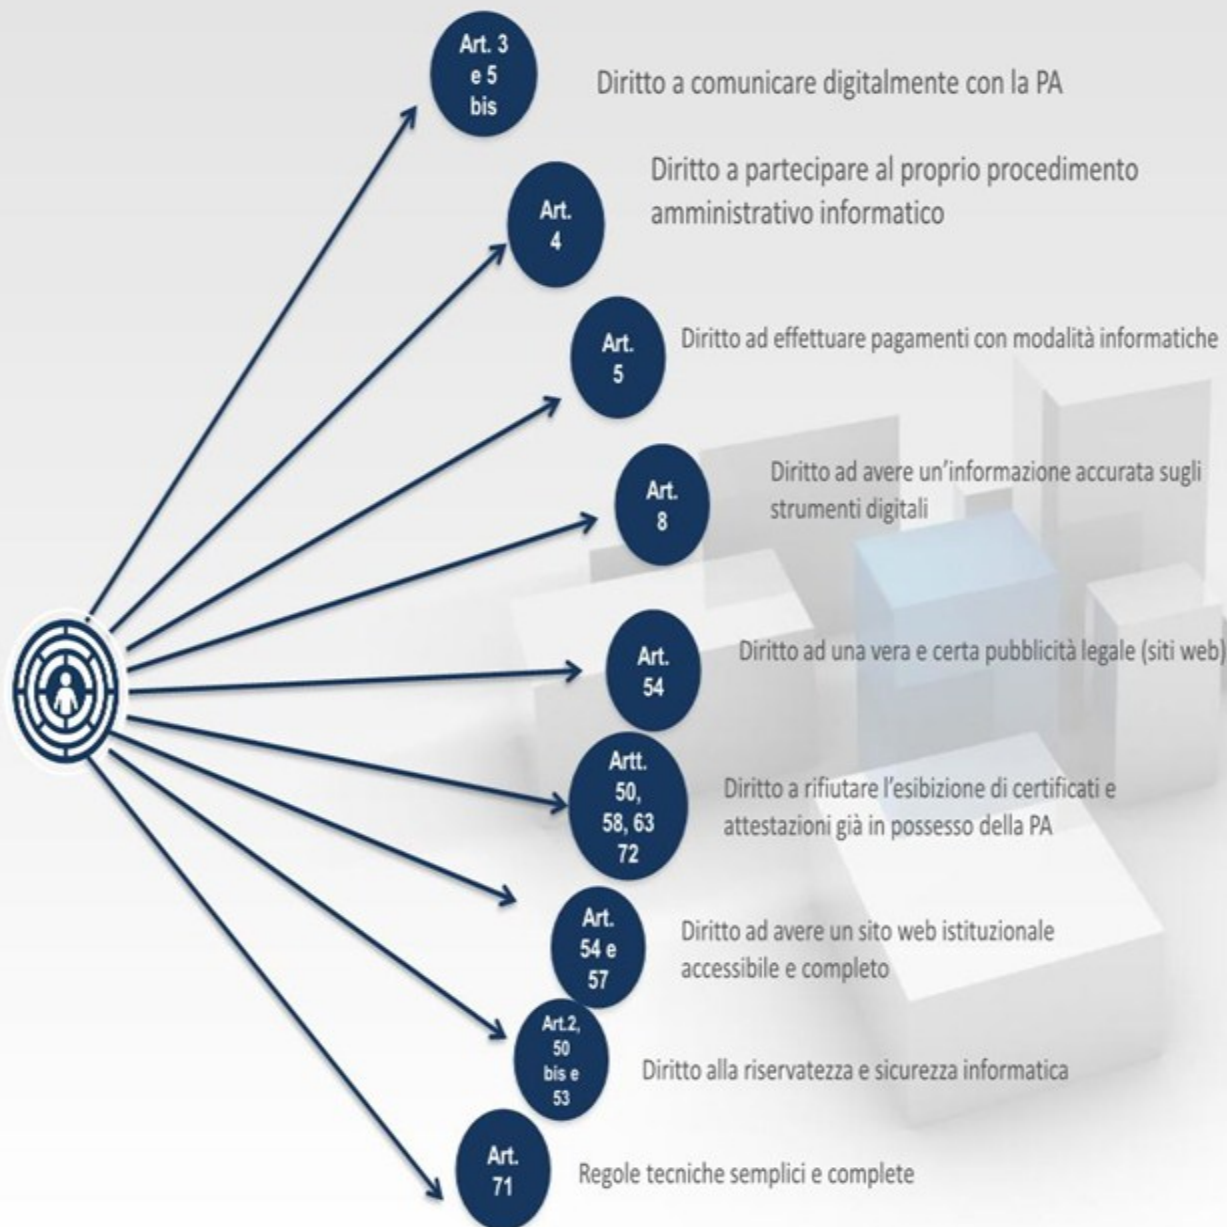 Art. 3
e 5
bis
Diritto a comunicare digitalmente con la PA
Art.
4
Diritto a partecipare al proprio procedimento
amministrativo informatico
Art.
5
Diritto ad effettuare pagamenti con modalità informatiche
Art.
8
Diritto ad avere un’informazione accurata sugli
strumenti digitali
Art.
54
Diritto ad una vera e certa pubblicità legale (siti web)
Artt.
50,
58, 63
72
Diritto a rifiutare l’esibizione di certificati e
attestazioni già in possesso della PA
Art.
54 e
57
Diritto ad avere un sito web istituzionale
accessibile e completo
Art.2,
50
bis e
53
Diritto alla riservatezza e sicurezza informatica
Art.
71
Regole tecniche semplici e complete